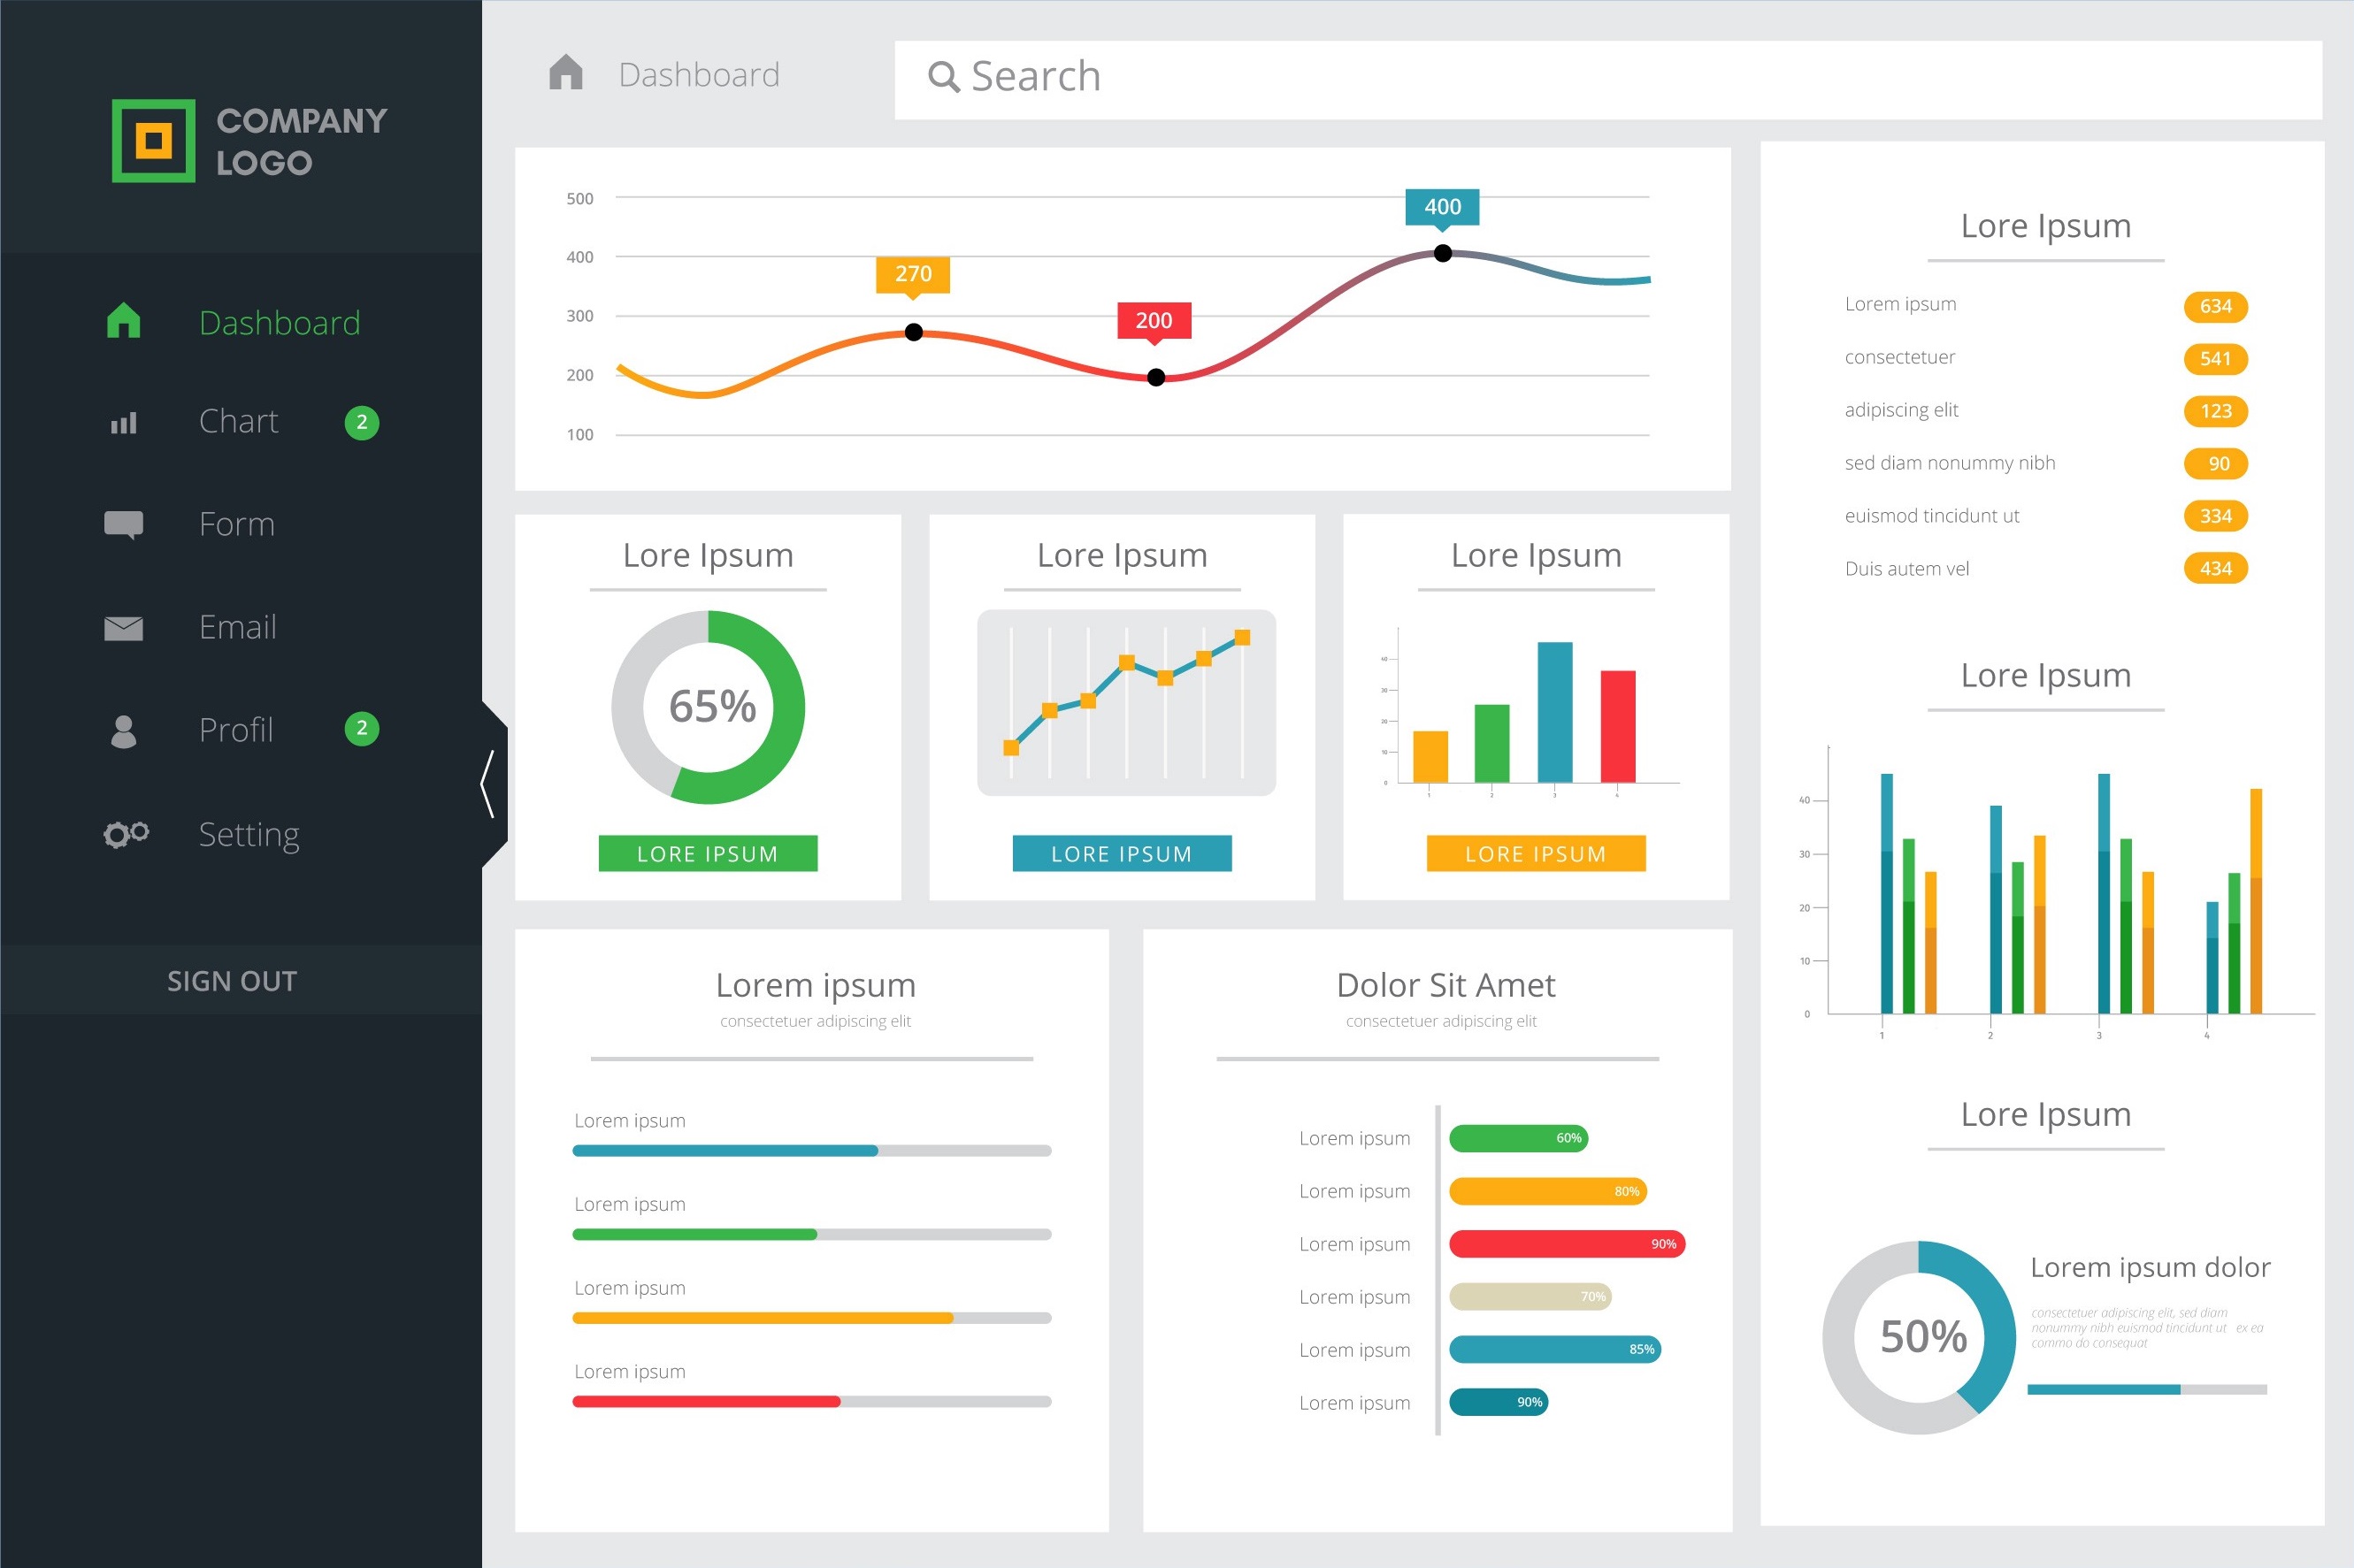 COMPANY
LOGO
Dashboard
Chart 2
Form
Email
Profil 2
Setting
SIGN OUT
Dashboard
Search
500
400
300
200
100
270
200
400
Lore Ipsum
65%
LORE IPSUM
Lore Ipsum
LORE IPSUM
Lore Ipsum
40
30
20
10
0
1 2 3 4
LORE IPSUM
Lorem ipsum
consectetuer adipiscing elit
Lorem ipsum
Lorem ipsum
Lorem ipsum
Lorem ipsum
Dolor Sit Amet
consectetuer adipiscing elit
Lorem ipsum 60%
Lorem ipsum 80%
Lorem ipsum 90%
Lorem ipsum 70%
Lorem ipsum 85%
Lorem ipsum 90%
Lore Ipsum
Lorem ipsum 634
consectetuer 541
adipiscing elit 123
sed diam nonummy nibh 90
euismod tincidunt ut 334
Duis autem vel 434
Lore Ipsum
40
30
20
10
0
1 2 3 4
Lore Ipsum
50%
Lorem ipsum dolor
consectetuer adipiscing elit, sed diam
nonummy nibh euismod tincidunt ut ex ea
commo do consequat